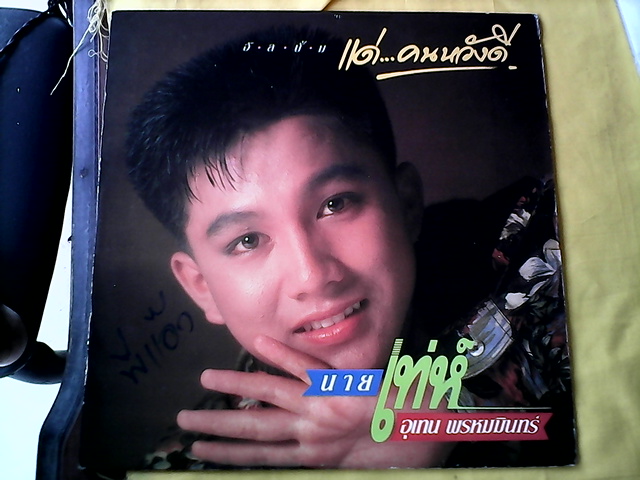 อัลบั้ม
แด่...คนหวังดี
นาย เท่ห์
อุเทน พรหมมินทร์